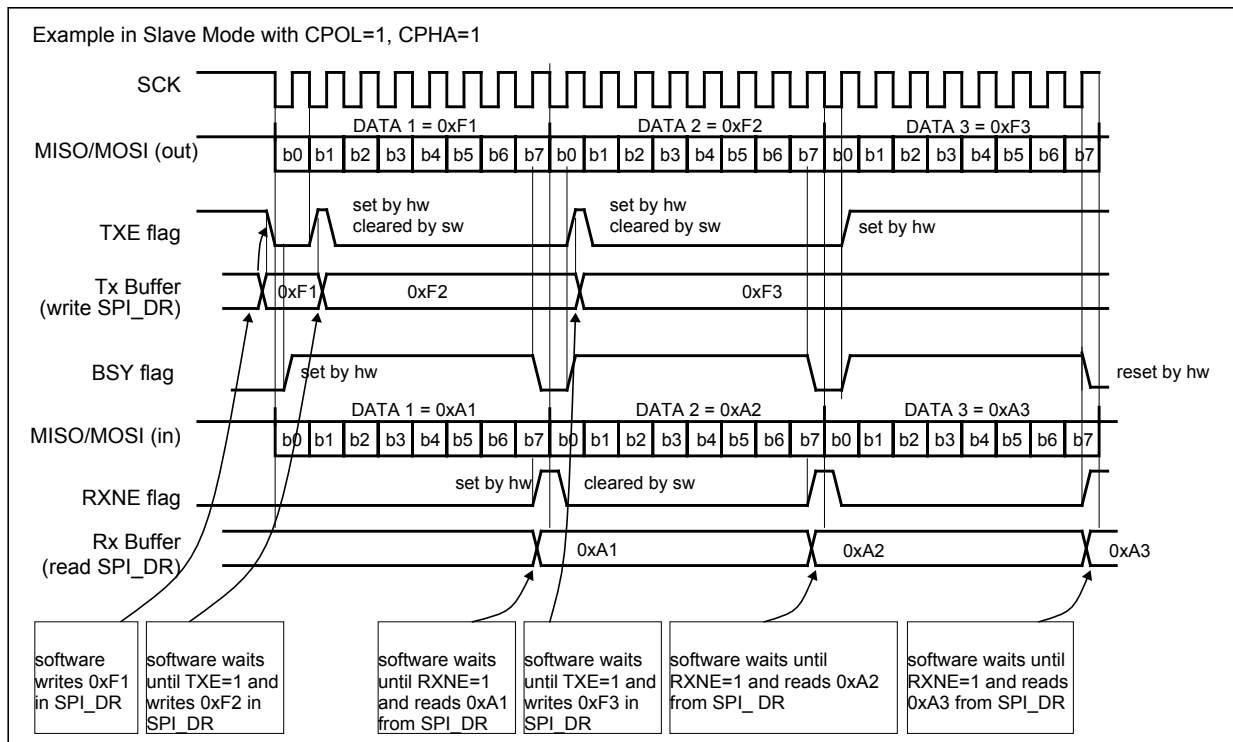 Example in Slave Mode with CPOL=1, CPHA=1
SCK
DATA 1 = 0xF1
DATA 2 = 0xF2
DATA 3 = 0xF3
MISO/MOSI (out)
b0 b1 b2 b3 b4 b5 b6 b7 b0 b1 b2 b3 b4 b5 b6 b7 b0 b1 b2 b3 b4 b5 b6 b7
set by hw
cleared by sw
set by hw
cleared by sw
TXE flag
set by hw
Tx Buffer
(write SPI_DR)
0xF1
0xF2
0xF3
BSY flag
set by hw
reset by hw
DATA 1 = 0xA1
DATA 2 = 0xA2
DATA 3 = 0xA3
MISO/MOSI (in)
b0 b1 b2 b3 b4 b5 b6 b7 b0 b1 b2 b3 b4 b5 b6 b7 b0 b1 b2 b3 b4 b5 b6 b7
RXNE flag
set by hw
cleared by sw
Rx Buffer
(read SPI_DR)
0xA1
0xA2
0xA3
software
writes 0xF1
in SPI_DR
software waits
until TXE=1 and
writes 0xF2 in
SPI_DR
software waits
until RXNE=1
and reads 0xA1
from SPI_DR
software waits
until TXE=1 and
writes 0xF3 in
SPI_DR
software waits until
RXNE=1 and reads 0xA2
from SPI_ DR
software waits until
RXNE=1 and reads
0xA3 from SPI_DR